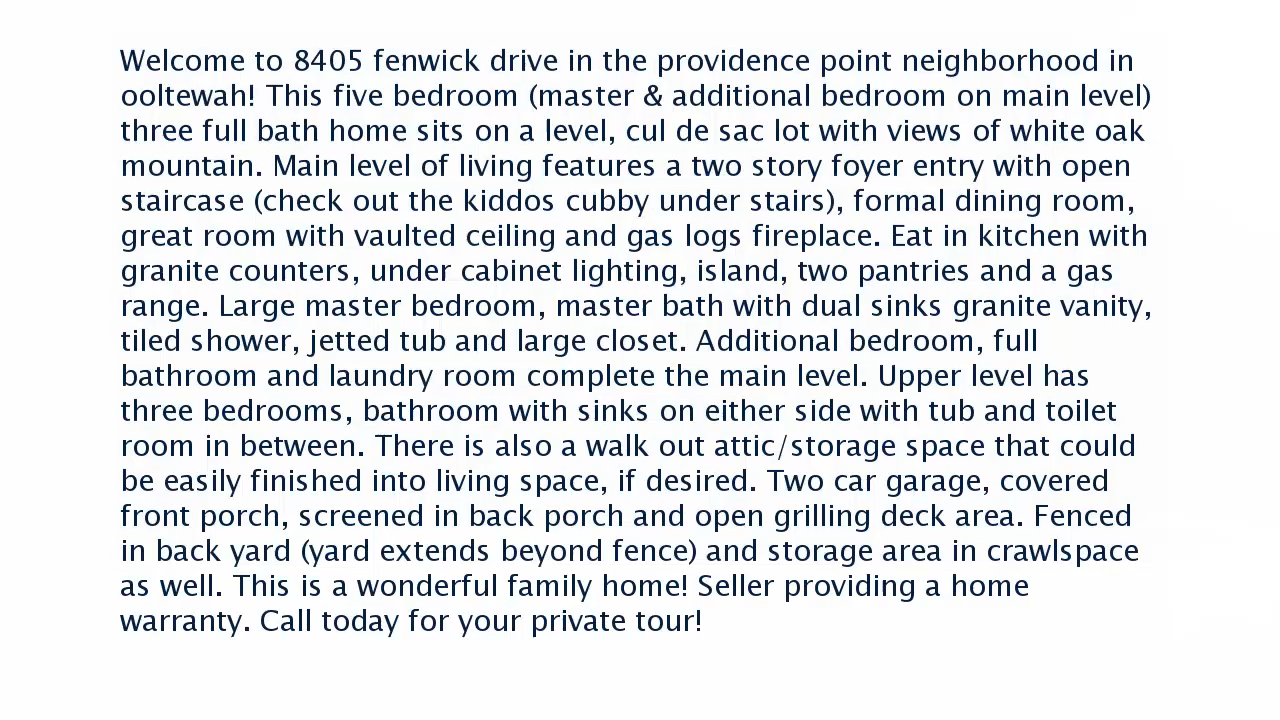 Welcome to 8405 fenwick drive in the providence point neighborhood in
ooltewah! This five bedroom (master & additional bedroom on main level)
three full bath home sits on a level, cul de sac lot with views of white oak
mountain. Main level of living features a two story foyer entry with open
staircase (check out the kiddos cubby under stairs), formal dining room,
great room with vaulted ceiling and gas logs fireplace. Eat in kitchen with
granite counters, under cabinet lighting, island, two pantries and a gas
range. Large master bedroom, master bath with dual sinks granite vanity,
tiled shower, jetted tub and large closet. Additional bedroom, full
bathroom and laundry room complete the main level. Upper level has
three bedrooms, bathroom with sinks on either side with tub and toilet
room in between. There is also a walk out attic/storage space that could
be easily finished into living space, if desired. Two car garage, covered
front porch, screened in back porch and open grilling deck area. Fenced
in back yard (yard extends beyond fence) and storage area in crawlspace
as well. This is a wonderful family home! Seller providing a home
warranty. Call today for your private tour!